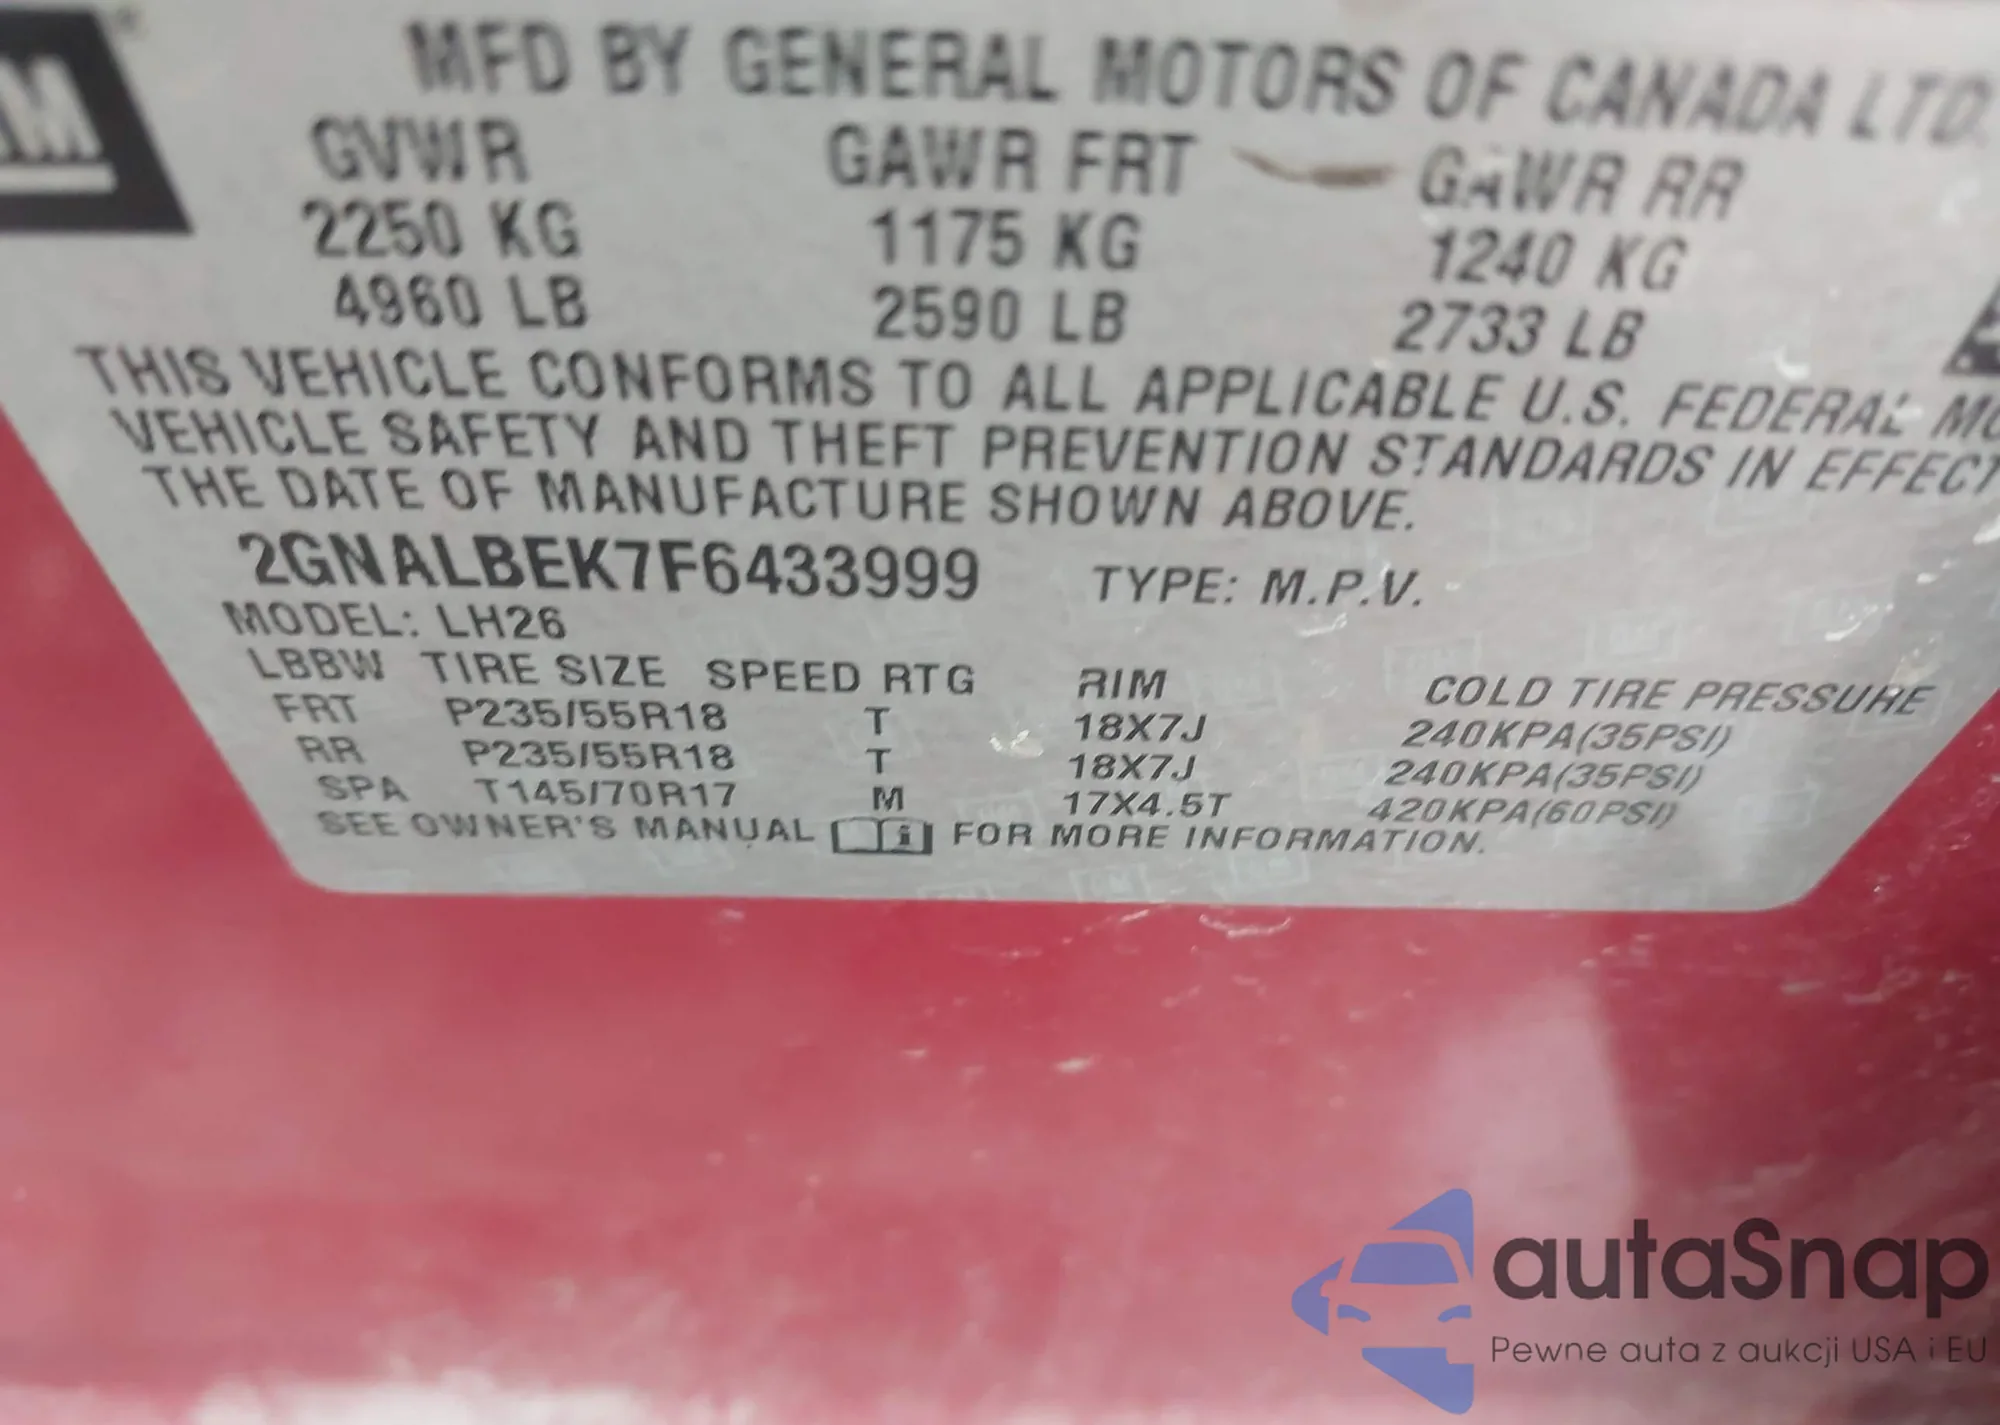 GM
MFD BY GENERAL MOTORS OF CANADA LTD.
GVWR GAWR FRT GAWR RR
2250 KG 1175 KG 1240 KG
4960 LB 2590 LB 2733 LB
THIS VEHICLE CONFORMS TO ALL APPLICABLE U.S. FEDERAL MO
VEHICLE SAFETY AND THEFT PREVENTION STANDARDS IN EFFECT
THE DATE OF MANUFACTURE SHOWN ABOVE.
2GNALBEK7F6433999 TYPE: M.P.V.
MODEL: LH26
LBBW TIRE SIZE SPEED RTG RIM COLD TIRE PRESSURE
FRT P235/55R18 T 18X7J 240KPA(35PSI)
RR P235/55R18 T 18X7J 240KPA(35PSI)
SPA T145/70R17 M 17X4.5T 420KPA(60PSI)
SEE OWNER'S MANUAL i FOR MORE INFORMATION.
autaSnap
Pewne auta z aukcji USA i EU